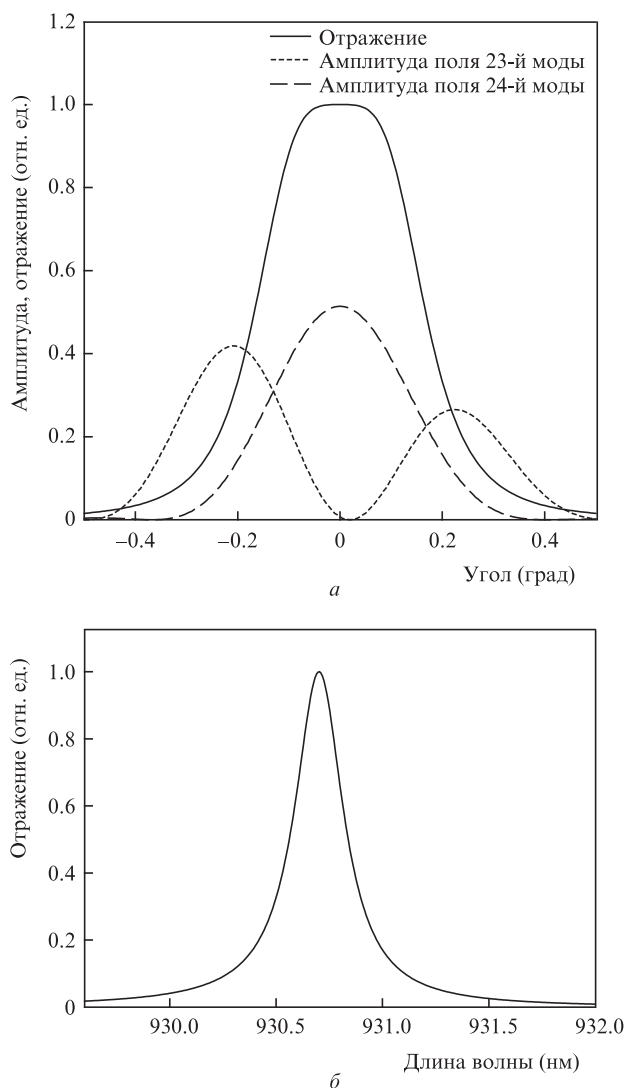 1.2
Отражение
Амплитуда поля 23-й моды
Амплитуда поля 24-й моды
1.0
0.8
0.6
0.4
0.2
0
Амплитуда, отражение (отн. ед.)
–0.4 –0.2 0 0.2 0.4
Угол (град)
а
1.0
0.8
0.6
0.4
0.2
0
Отражение (отн. ед.)
930.0 930.5 931.0 931.5 932.0
Длина волны (нм)
б